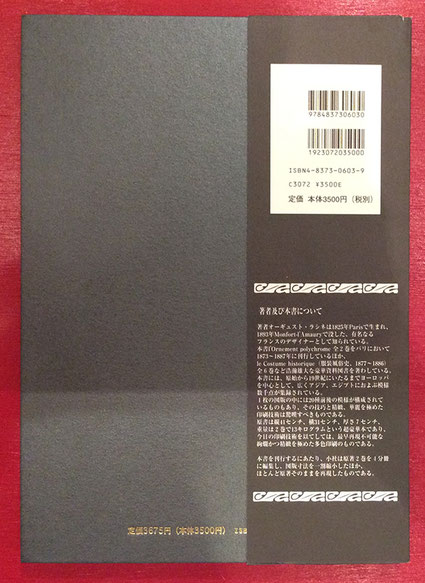 9784837306030
1923072035000
ISBN4-8373-0603-9
C3072 ¥3500E
定価 本体3500円 (税別)
著者及び本書について
著者オーギュスト・ラシネは1825年Parisで生まれ,
1893年Monfort-l'Amauryで没した, 有名なる
フランスのデザイナーとして知られている.
本書l'Ornement polychrome 全2巻をパリにおいて
1873〜1887年に刊行しているほか,
le Costume historique (服装風俗史, 1877〜1886)
全6巻など浩瀚雄大な豪華資料図書を著わしている.
本書には, 原始から19世紀にいたるまでヨーロッパ
を中心として, 広くアジア, エジプトにおよぶ模様
数千点が集録されている.
1枚の図版の中には20種前後の模様が構成されて
いるものもあり, その技巧と精緻, 華麗を極めた
印刷技術は驚嘆すべきものである.
原書は縦41センチ, 横31センチ, 厚さ7センチ,
重量は2巻で13キログラムという超豪華本であり,
今日の印刷技術を以てしては, 最早再現不可能な
絢爛かつ精緻を極めた多色印刷のものである.
本書を刊行するにあたり, 小社は原著2巻を4分冊
に編集し, 図版寸法を一割縮小したほか,
ほとんど原著そのままを再現したものである.
定価3675円 (本体3500円) ISB